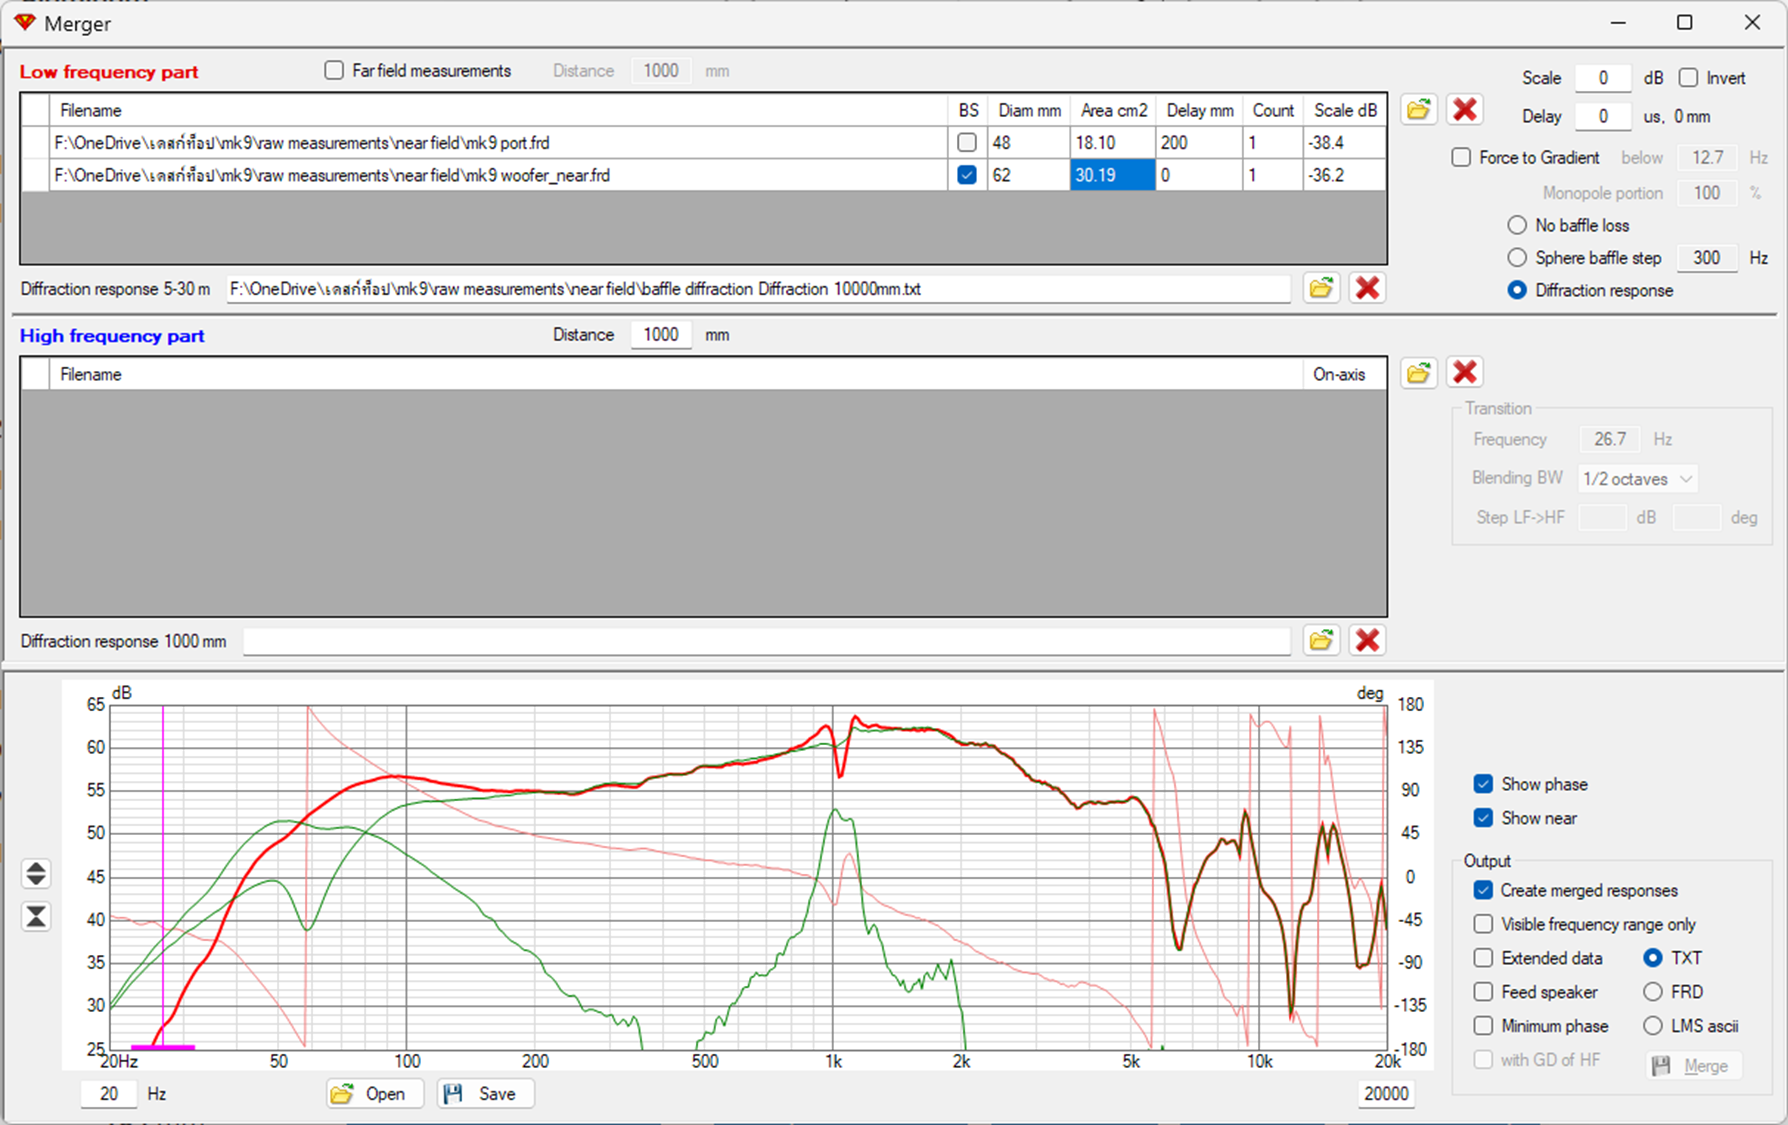 Merger
Low frequency part Far field measurements Distance 1000 mm
Scale 0 dB Invert
Filename BS Diam mm Area cm2 Delay mm Count Scale dB
Delay 0 us, 0 mm
F:\OneDrive\เดสก์ท็อป\mk9\raw measurements\near field\mk9 port.frd 48 18.10 200 1 -38.4
Force to Gradient below 12.7 Hz
F:\OneDrive\เดสก์ท็อป\mk9\raw measurements\near field\mk9 woofer_near.frd 62 30.19 0 1 -36.2
Monopole portion 100 %
No baffle loss
Sphere baffle step 300 Hz
Diffraction response 5-30 m F:\OneDrive\เดสก์ท็อป\mk9\raw measurements\near field\baffle diffraction Diffraction 10000mm.txt
Diffraction response
High frequency part Distance 1000 mm
Filename On-axis
Transition
Frequency 26.7 Hz
Blending BW 1/2 octaves
Step LF->HF dB deg
Diffraction response 1000 mm
dB deg
65 180
60 135
55 90
50 45
45 0
40 -45
35 -90
30 -135
25 -180
20Hz 50 100 200 500 1k 2k 5k 10k 20k
20 Hz Open Save 20000
Show phase
Show near
Output
Create merged responses
Visible frequency range only
Extended data TXT
Feed speaker FRD
Minimum phase LMS ascii
with GD of HF Merge